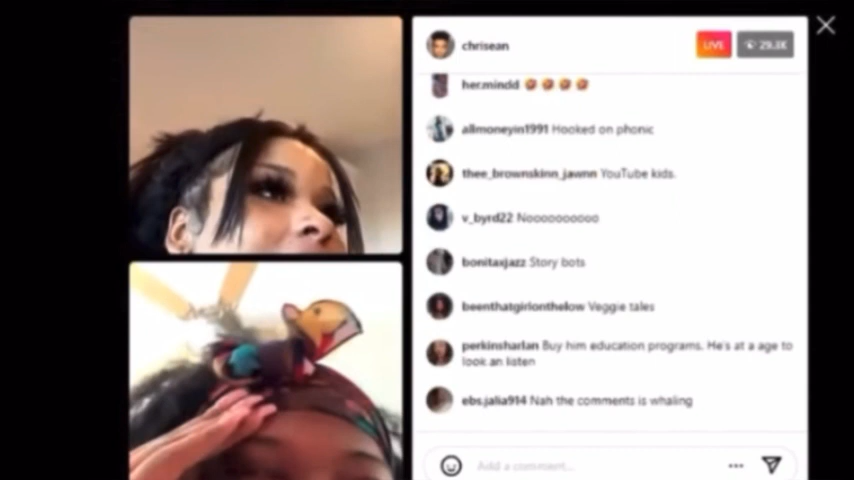 chrisean
LIVE
29.3K
her.mindd
allmoneyin1991 Hooked on phonic
thee_brownskinn_jawnn YouTube kids.
v_byrd22 Nooooooooooo
bonitaxjazz Story bots
beenthatgirlonthelow Veggie tales
perkinsharlan Buy him education programs. He's at a age to
look an listen
ebs.jalia914 Nah the comments is whaling
Add a comment...